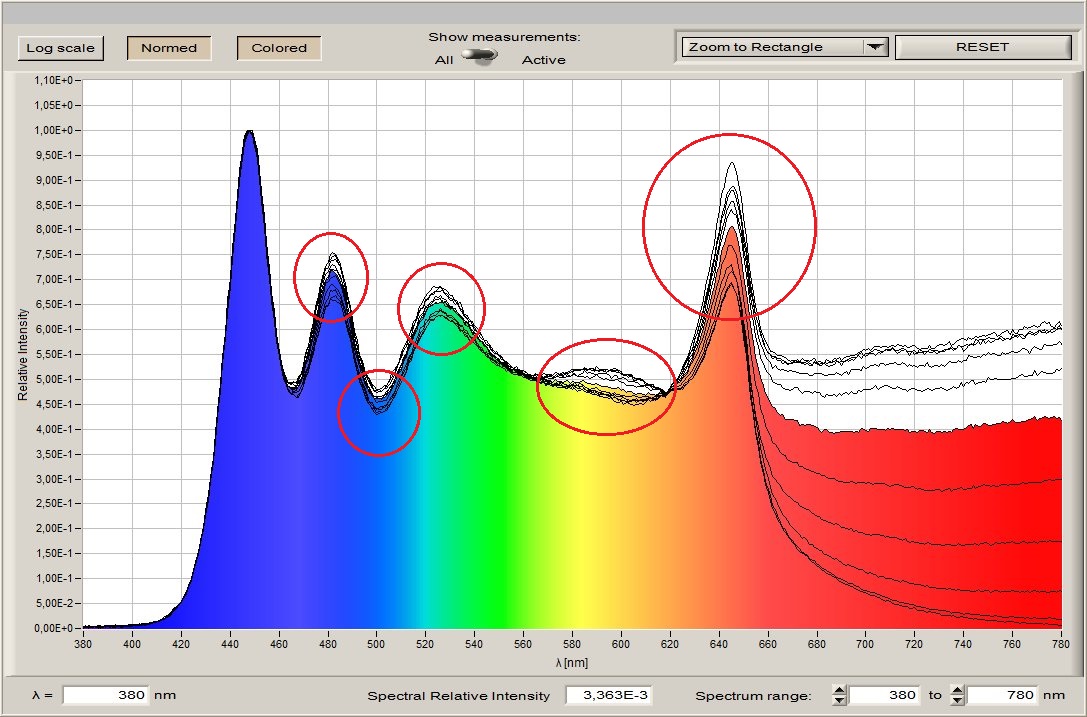 Log scale
Normed
Colored
Show measurements:
All
Active
Zoom to Rectangle
RESET
1,10E+0
1,05E+0
1,00E+0
9,50E-1
9,00E-1
8,50E-1
8,00E-1
7,50E-1
7,00E-1
6,50E-1
6,00E-1
5,50E-1
5,00E-1
4,50E-1
4,00E-1
3,50E-1
3,00E-1
2,50E-1
2,00E-1
1,50E-1
1,00E-1
5,00E-2
0,00E+0
Relative Intensity
380 400 420 440 460 480 500 520 540 560 580 600 620 640 660 680 700 720 740 760 780
λ [nm]
λ = 380 nm
Spectral Relative Intensity 3,363E-3
Spectrum range: 380 to 780 nm